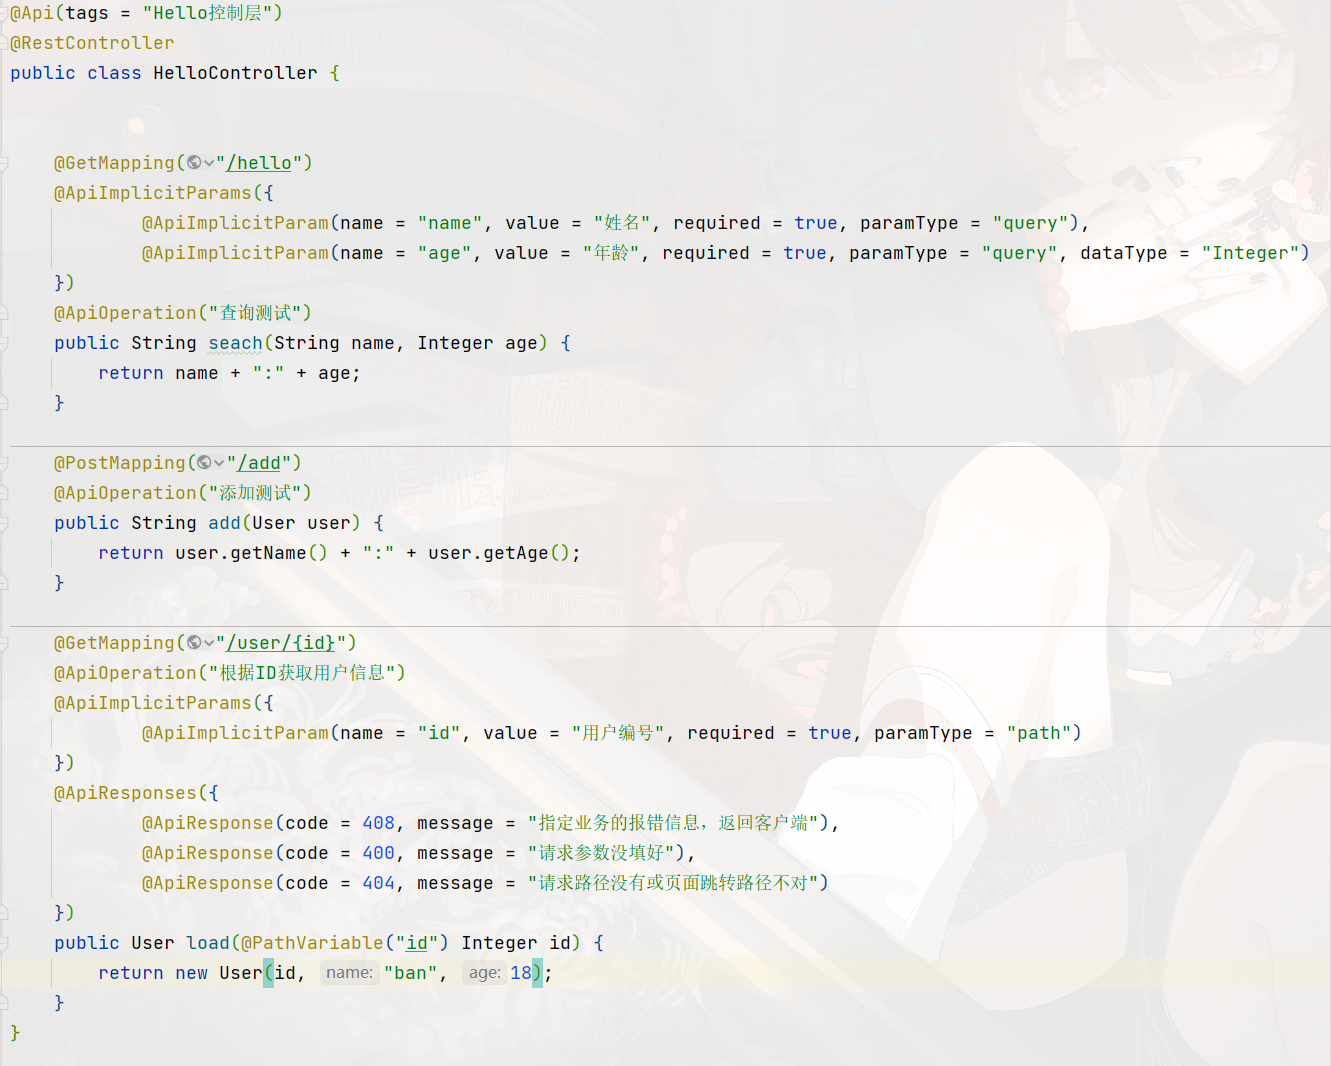 @Api(tags = "Hello控制层")
@RestController
public class HelloController {
@GetMapping("/hello")
@ApiImplicitParams({
@ApiImplicitParam(name = "name", value = "姓名", required = true, paramType = "query"),
@ApiImplicitParam(name = "age", value = "年龄", required = true, paramType = "query", dataType = "Integer")
})
@ApiOperation("查询测试")
public String seach(String name, Integer age) {
return name + ":" + age;
}
@PostMapping("/add")
@ApiOperation("添加测试")
public String add(User user) {
return user.getName() + ":" + user.getAge();
}
@GetMapping("/user/{id}")
@ApiOperation("根据ID获取用户信息")
@ApiImplicitParams({
@ApiImplicitParam(name = "id", value = "用户编号", required = true, paramType = "path")
})
@ApiResponses({
@ApiResponse(code = 408, message = "指定业务的报错信息，返回客户端"),
@ApiResponse(code = 400, message = "请求参数没填好"),
@ApiResponse(code = 404, message = "请求路径没有或页面跳转路径不对")
})
public User load(@PathVariable("id") Integer id) {
return new User(id, name: "ban", age: 18);
}
}